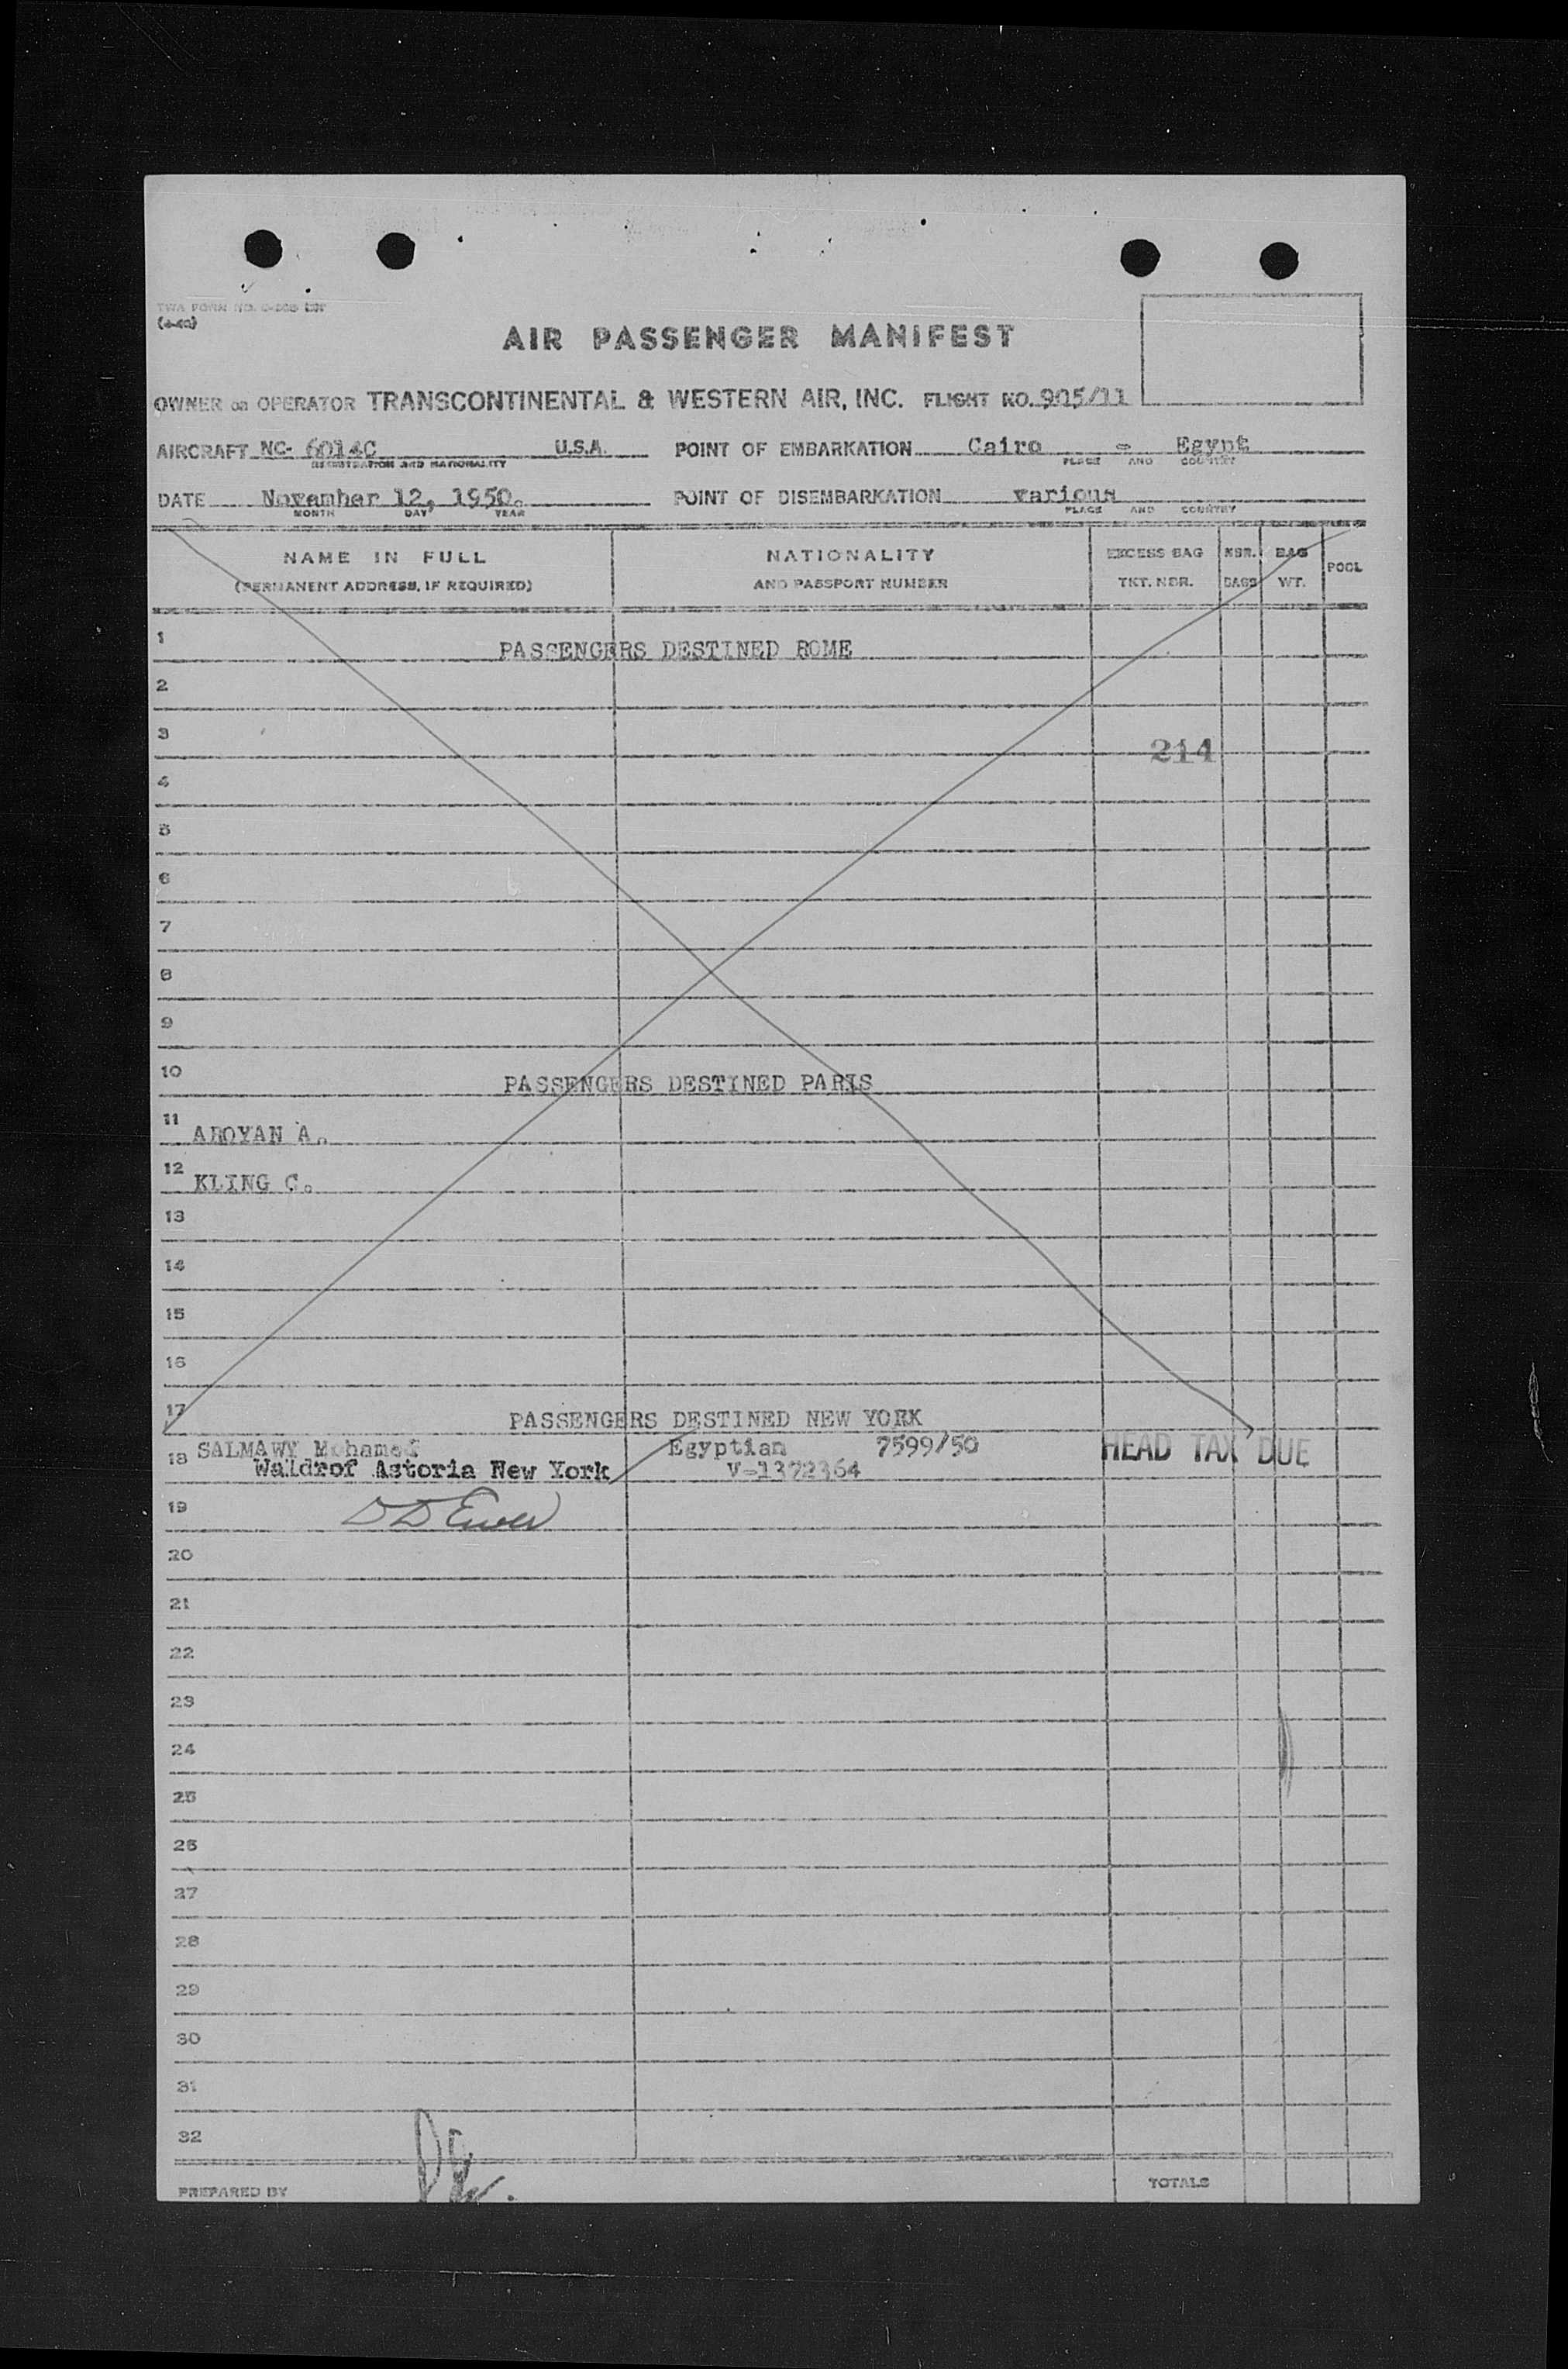 (4-50)
AIR PASSENGER MANIFEST
OWNER OR OPERATOR TRANSCONTINENTAL & WESTERN AIR, INC. FLIGHT NO. 905/11
AIRCRAFT NC- 6014C U.S.A. POINT OF EMBARKATION Cairo - Egypt
REGISTRATION AND NATIONALITY PLACE AND COUNTRY
DATE November 12, 1950. POINT OF DISEMBARKATION various
MONTH DAY YEAR PLACE AND COUNTRY
NAME IN FULL NATIONALITY EXCESS BAG NBR. BAG POOL
(PERMANENT ADDRESS, IF REQUIRED) AND PASSPORT NUMBER TKT. NBR. BAGS WT.
1 PASSENGERS DESTINED ROME
2
3 214
4
5
6
7
8
9
10 PASSENGERS DESTINED PARIS
11 AROYAN A.
12 KLING C.
13
14
15
16
17 PASSENGERS DESTINED NEW YORK
18 SALMAWY Mohamed Egyptian 7599/50 HEAD TAX DUE
Waldrof Astoria New York V-1372364
19
20
21
22
23
24
25
26
27
28
29
30
31
32
PREPARED BY TOTALS